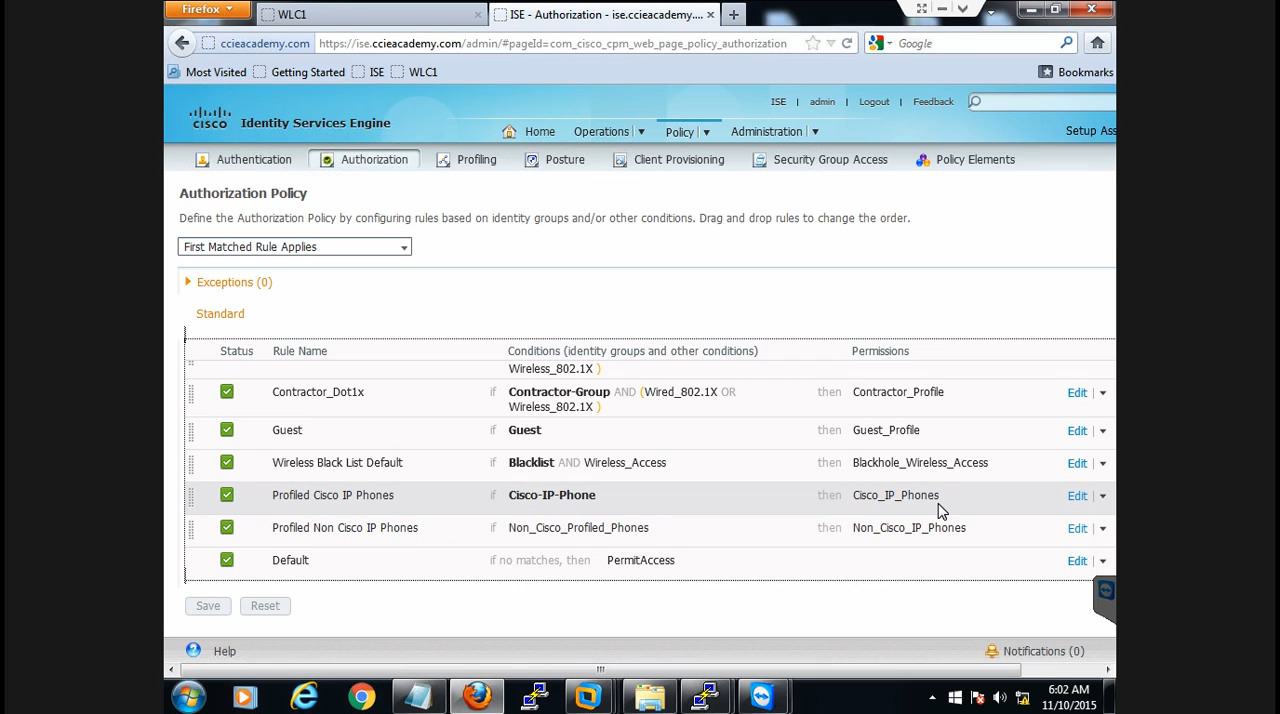 Firefox
WLC1
ISE - Authorization - ise.ccieacademy....
ccieacademy.com
https://ise.ccieacademy.com/admin/#pageId=com_cisco_cpm_web_page_policy_authorization
Google
Most Visited
Getting Started
ISE
WLC1
Bookmarks
ISE | admin | Logout | Feedback
CISCO
Identity Services Engine
Home
Operations
Policy
Administration
Setup Ass
Authentication
Authorization
Profiling
Posture
Client Provisioning
Security Group Access
Policy Elements
Authorization Policy
Define the Authorization Policy by configuring rules based on identity groups and/or other conditions. Drag and drop rules to change the order.
First Matched Rule Applies
Exceptions (0)
Standard
Status Rule Name Conditions (identity groups and other conditions) Permissions
Wireless_802.1X )
Contractor_Dot1x if Contractor-Group AND (Wired_802.1X OR then Contractor_Profile Edit
Wireless_802.1X )
Guest if Guest then Guest_Profile Edit
Wireless Black List Default if Blacklist AND Wireless_Access then Blackhole_Wireless_Access Edit
Profiled Cisco IP Phones if Cisco-IP-Phone then Cisco_IP_Phones Edit
Profiled Non Cisco IP Phones if Non_Cisco_Profiled_Phones then Non_Cisco_IP_Phones Edit
Default if no matches, then PermitAccess Edit
Save Reset
Help
Notifications (0)
6:02 AM
11/10/2015